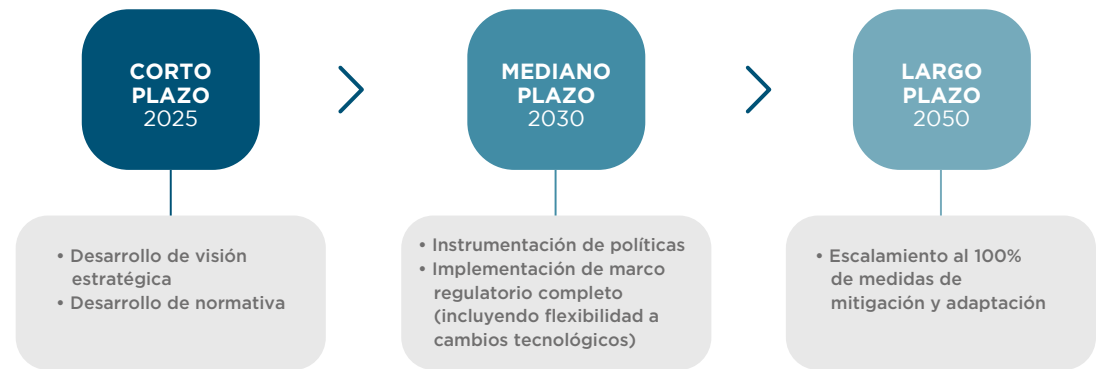 CORTO
PLAZO
2025
MEDIANO
PLAZO
2030
LARGO
PLAZO
2050
• Desarrollo de visión
estratégica
• Desarrollo de normativa
• Instrumentación de políticas
• Implementación de marco
regulatorio completo
(incluyendo flexibilidad a
cambios tecnológicos)
• Escalamiento al 100%
de medidas de
mitigación y adaptación